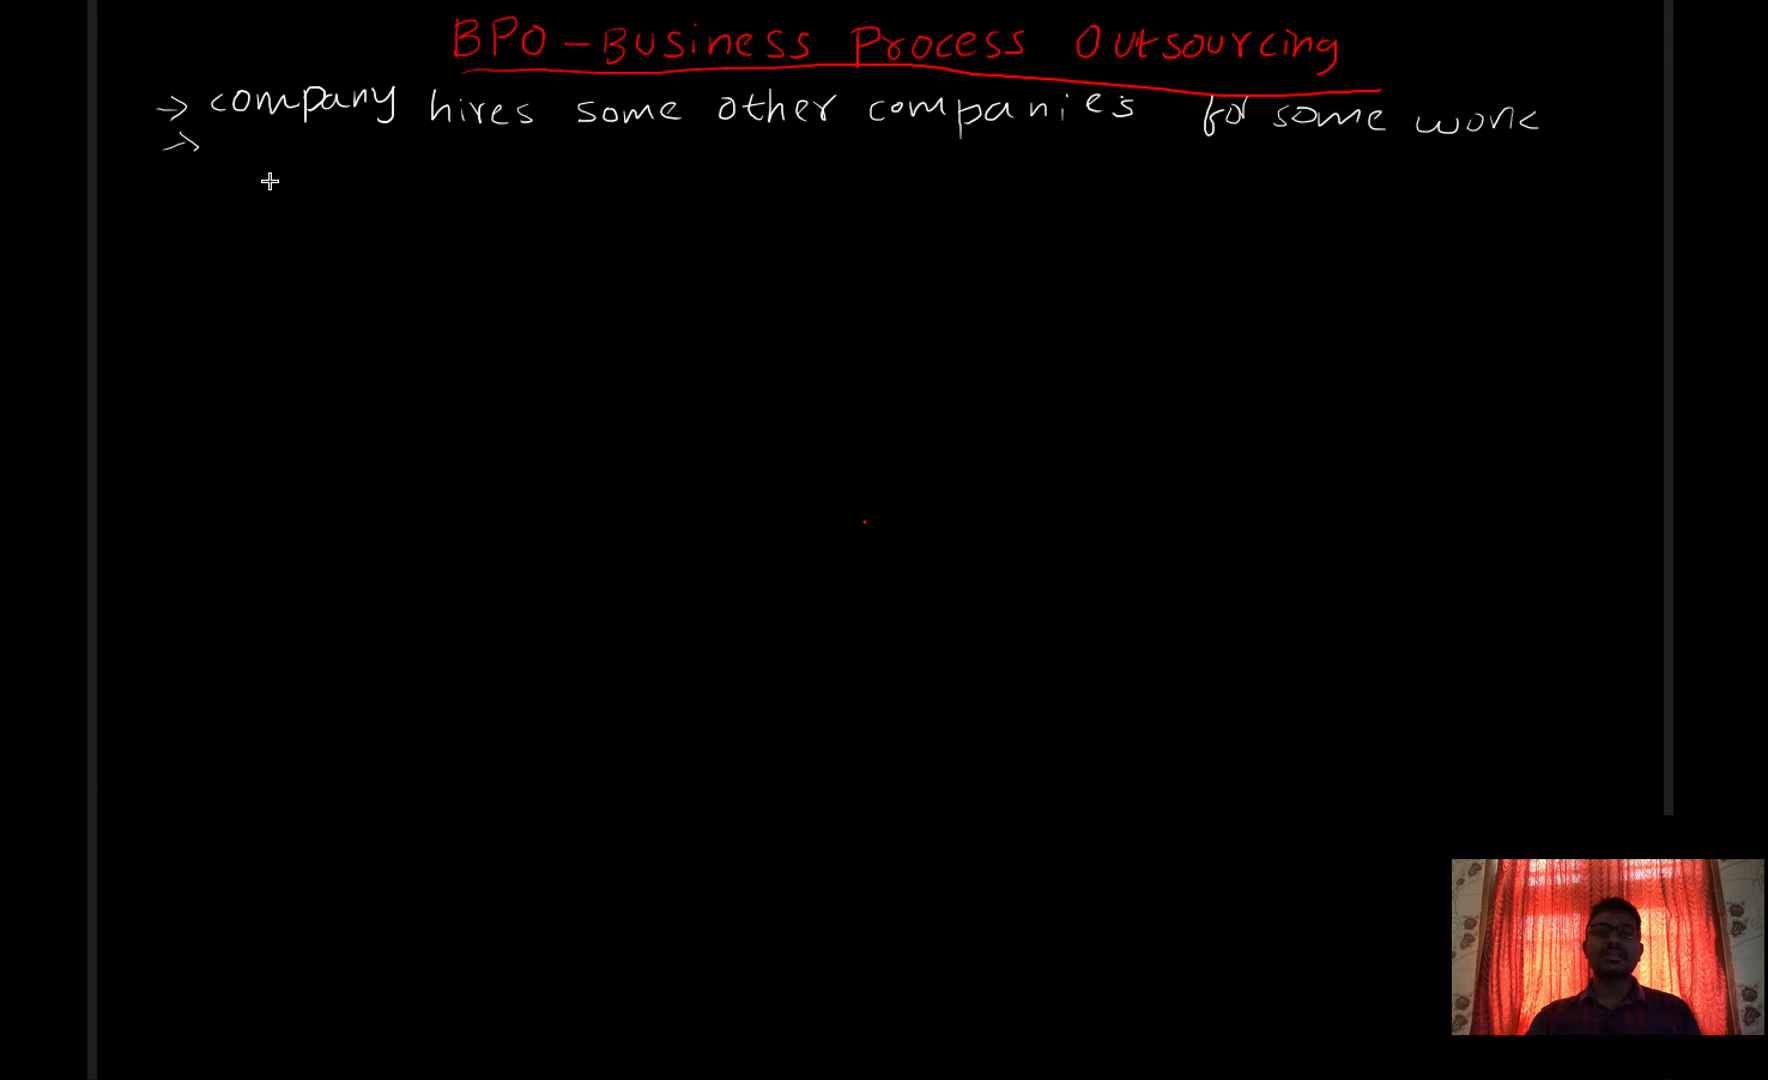 BPO - Business Process Outsourcing
→ company hires some other companies for some work
→